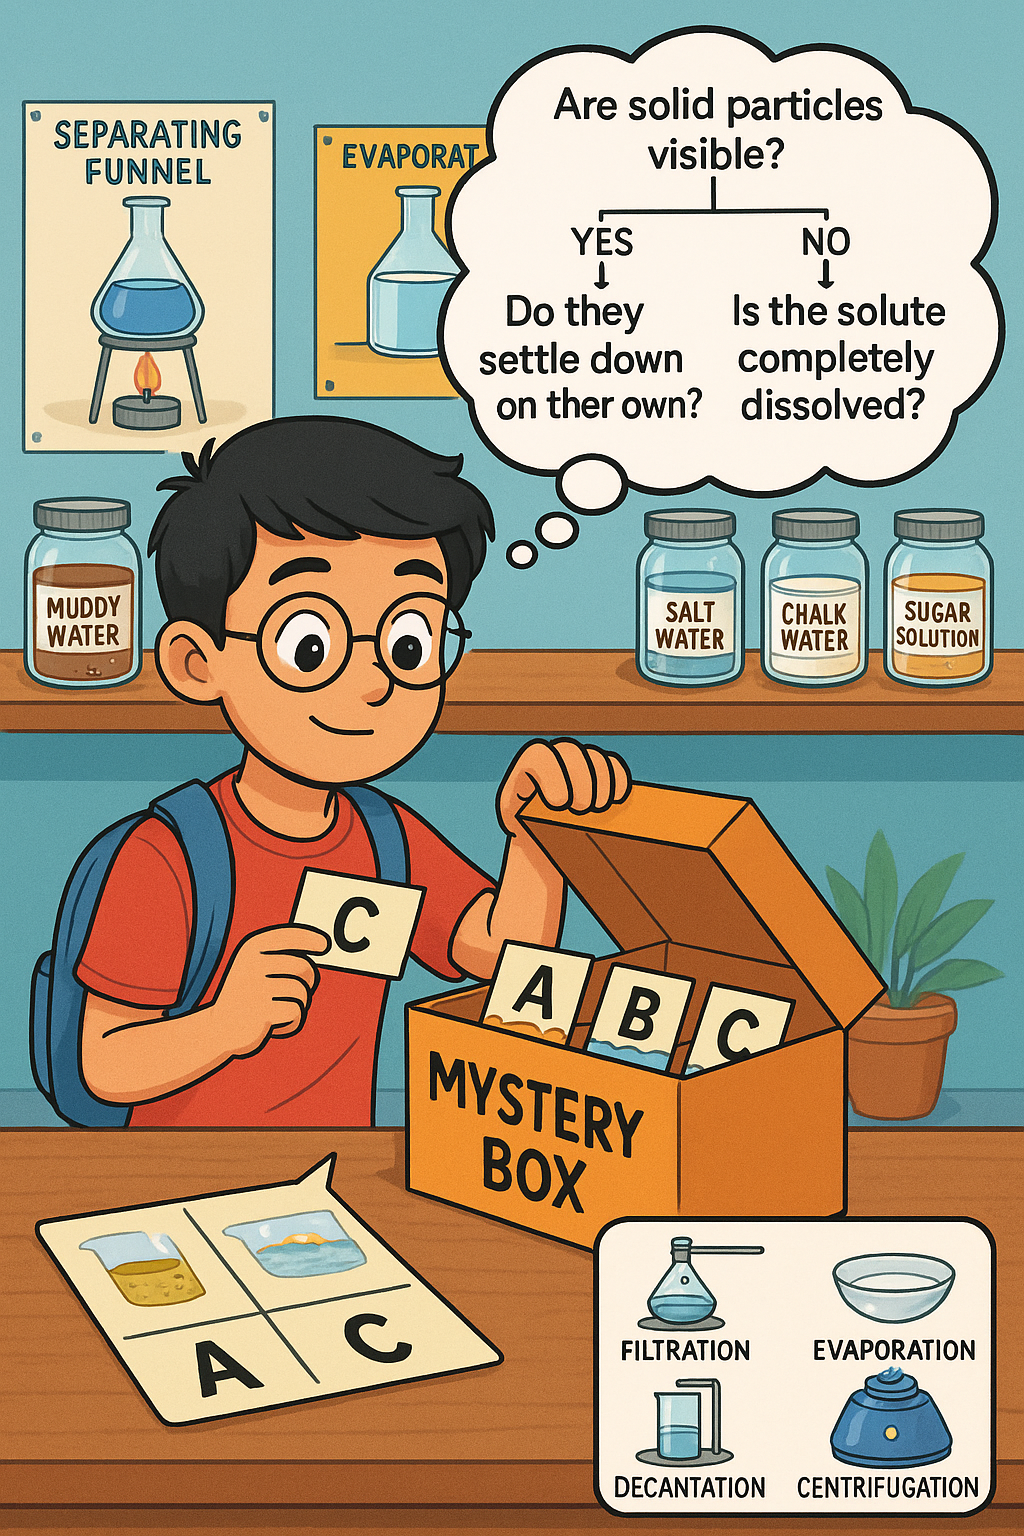 SEPARATING
FUNNEL
EVAPORAT
Are solid particles
visible?
YES
NO
Do they
settle down
on ther own?
Is the solute
completely
dissolved?
MUDDY
WATER
SALT
WATER
CHALK
WATER
SUGAR
SOLUTION
C
A
B
C
MYSTERY
BOX
A
C
FILTRATION
EVAPORATION
DECANTATION
CENTRIFUGATION